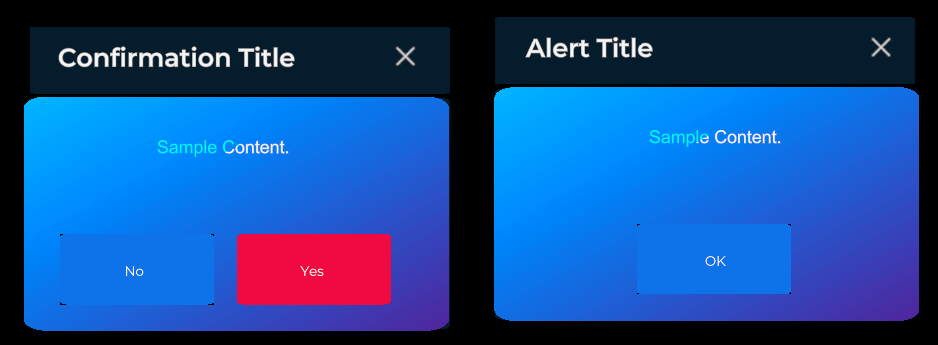 Confirmation Title
Sample Content.
No
Yes
Alert Title
Sample Content.
OK